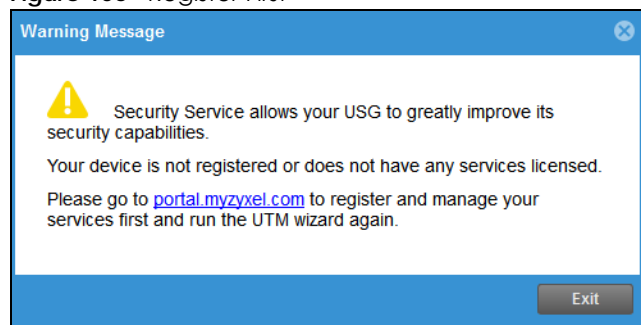 Warning Message
Security Service allows your USG to greatly improve its
security capabilities.
Your device is not registered or does not have any services licensed.
Please go to portal.myzyxel.com to register and manage your
services first and run the UTM wizard again.
Exit